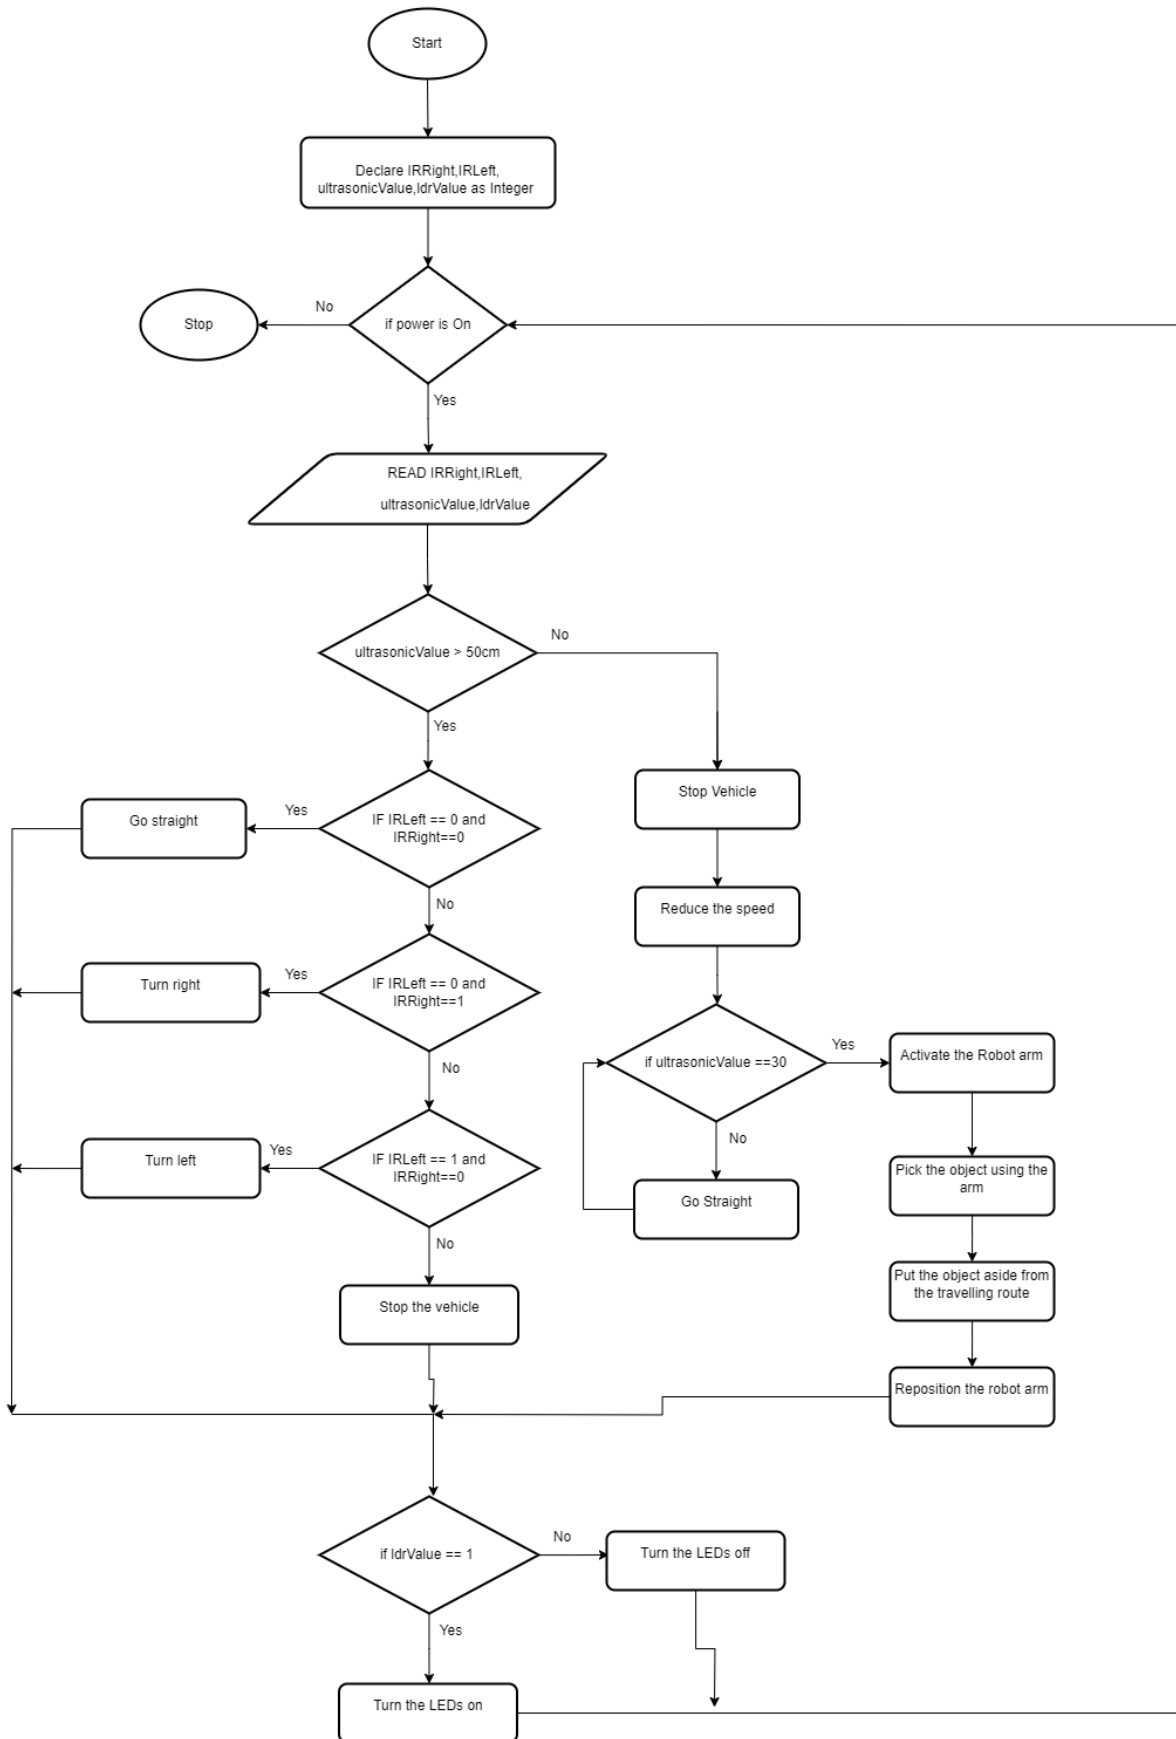 Start
Declare IRRight,IRLeft,
ultrasonicValue,ldrValue as Integer
No
Stop
if power is On
Yes
READ IRRight,IRLeft,
ultrasonicValue,ldrValue
No
ultrasonicValue > 50cm
Yes
Stop Vehicle
Go straight
Yes
IF IRLeft == 0 and
IRRight==0
No
Reduce the speed
Turn right
Yes
IF IRLeft == 0 and
IRRight==1
No
if ultrasonicValue ==30
Yes
Activate the Robot arm
No
Turn left
Yes
IF IRLeft == 1 and
IRRight==0
No
Go Straight
Pick the object using the
arm
Put the object aside from
the travelling route
Stop the vehicle
Reposition the robot arm
if ldrValue == 1
No
Turn the LEDs off
Yes
Turn the LEDs on